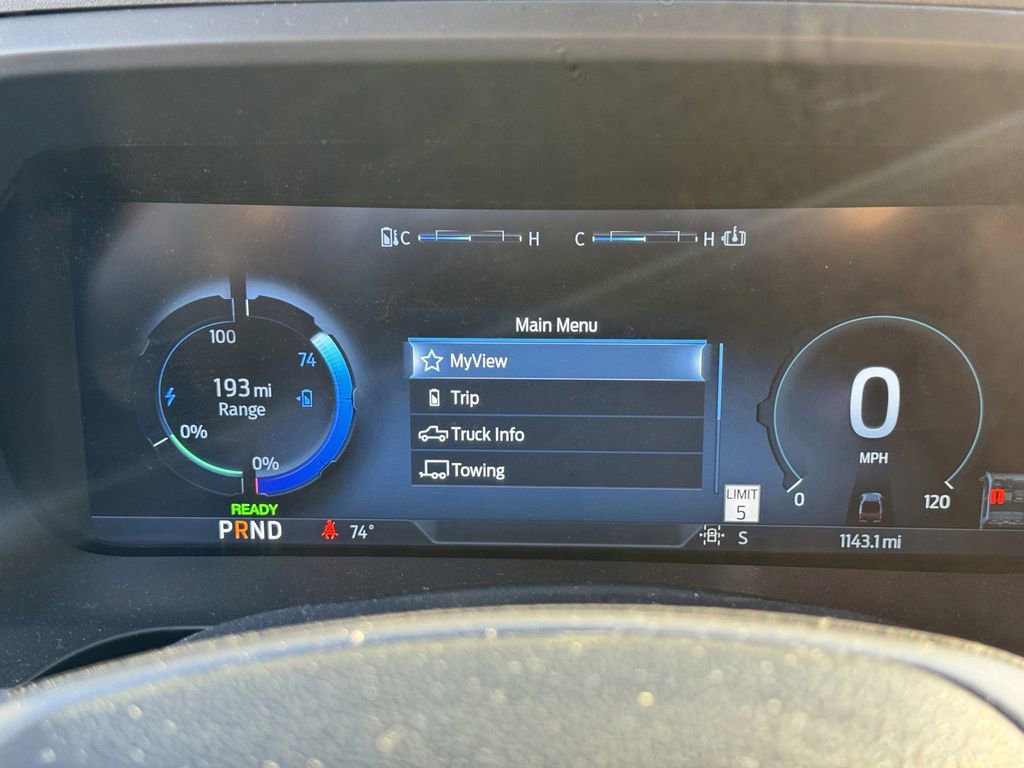 C H C H
Main Menu
MyView
Trip
Truck Info
Towing
100
74
193 mi
Range
0%
0%
READY
PRND
74°
LIMIT
5
S
0
MPH
0
120
1143.1 mi